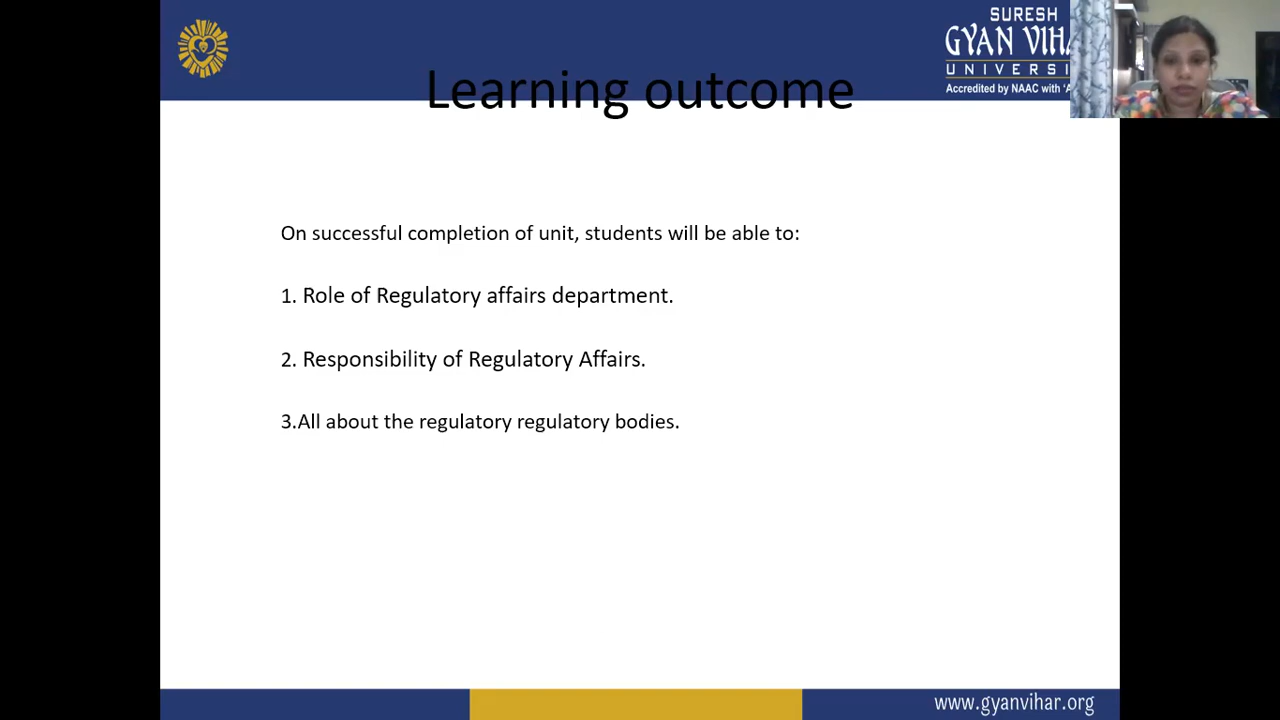 SURESH
GYAN VIHA
UNIVERSI
Accredited by NAAC with 'A
Learning outcome
On successful completion of unit, students will be able to:
1. Role of Regulatory affairs department.
2. Responsibility of Regulatory Affairs.
3.All about the regulatory regulatory bodies.
www.gyanvihar.org